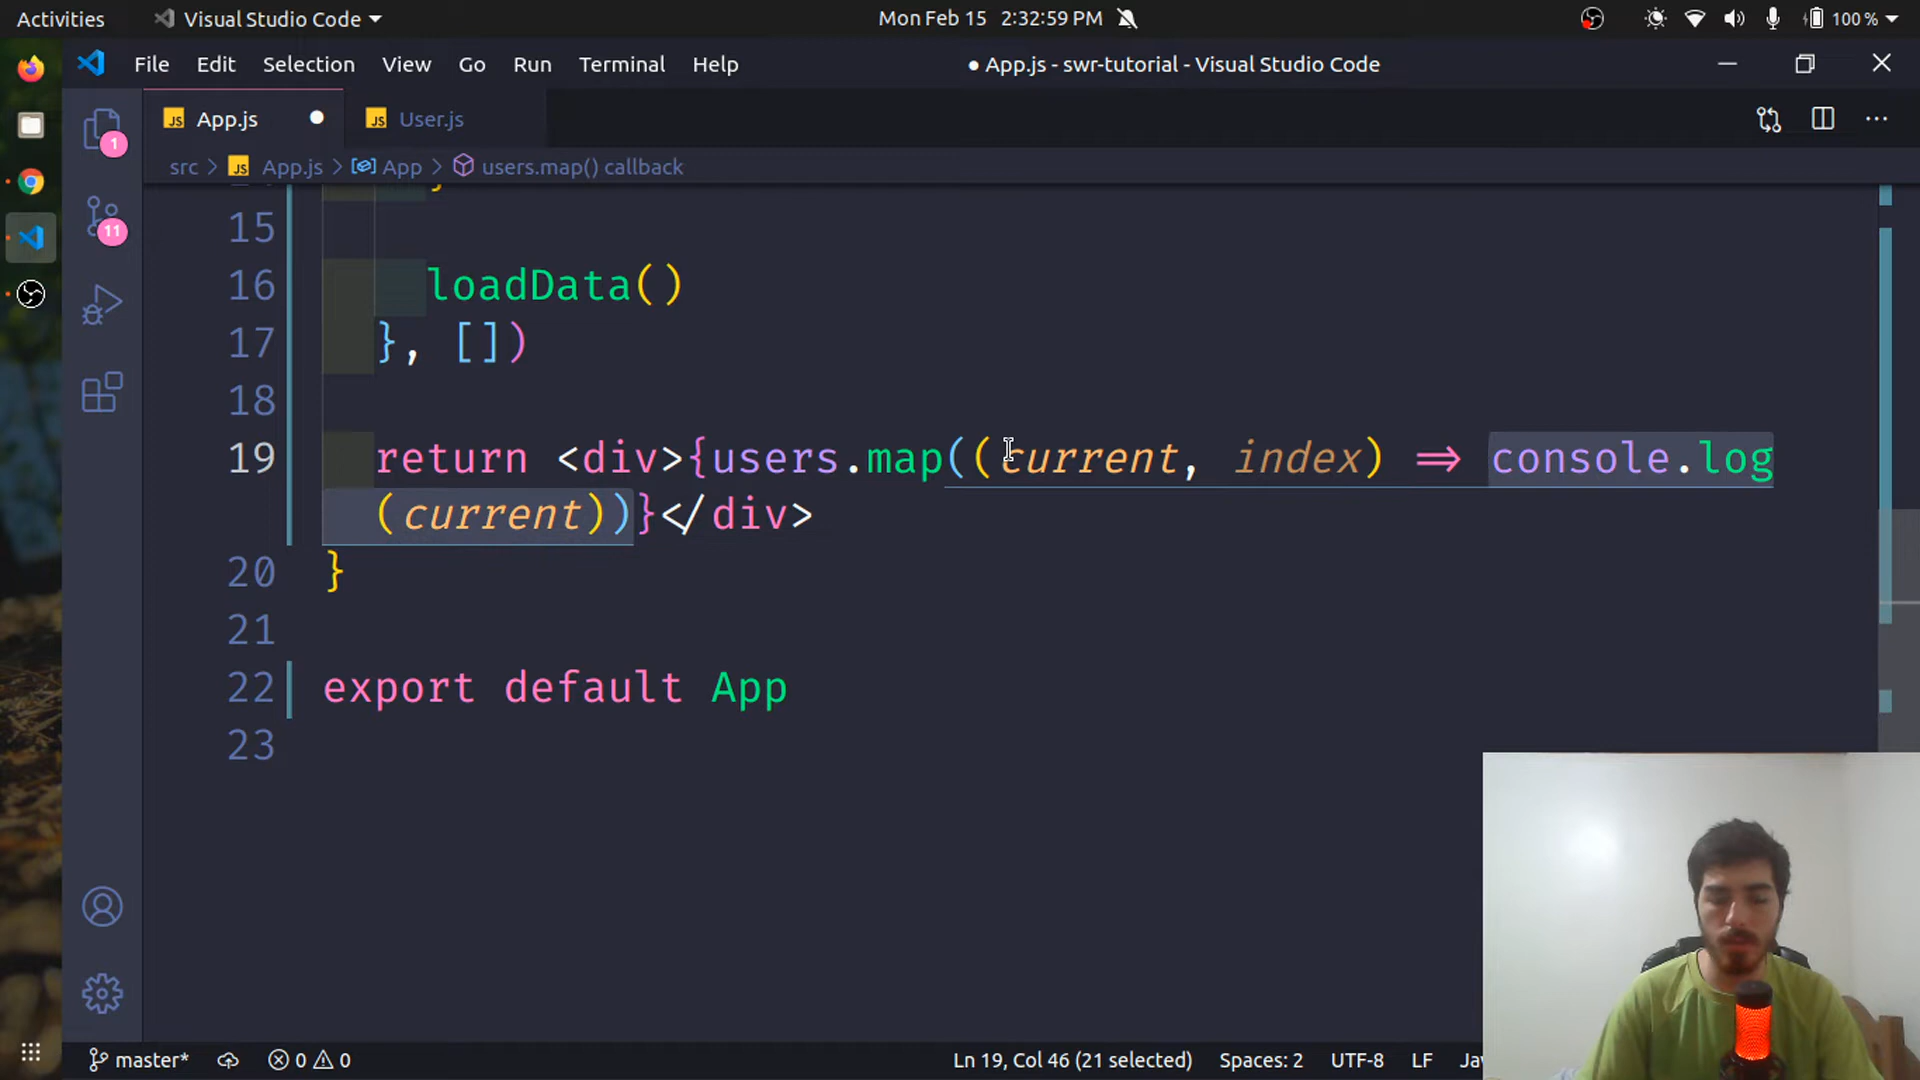 Activities
Visual Studio Code
Mon Feb 15 2:32:59 PM
100 %
File Edit Selection View Go Run Terminal Help
● App.js - swr-tutorial - Visual Studio Code
JS App.js
JS User.js
src > JS App.js > App > users.map() callback
1
11
15
16 loadData()
17 }, [])
18
19 return <div>{users.map((current, index) => console.log
(current))}</div>
20 }
21
22 export default App
23
master*
0 0
Ln 19, Col 46 (21 selected)
Spaces: 2
UTF-8
LF